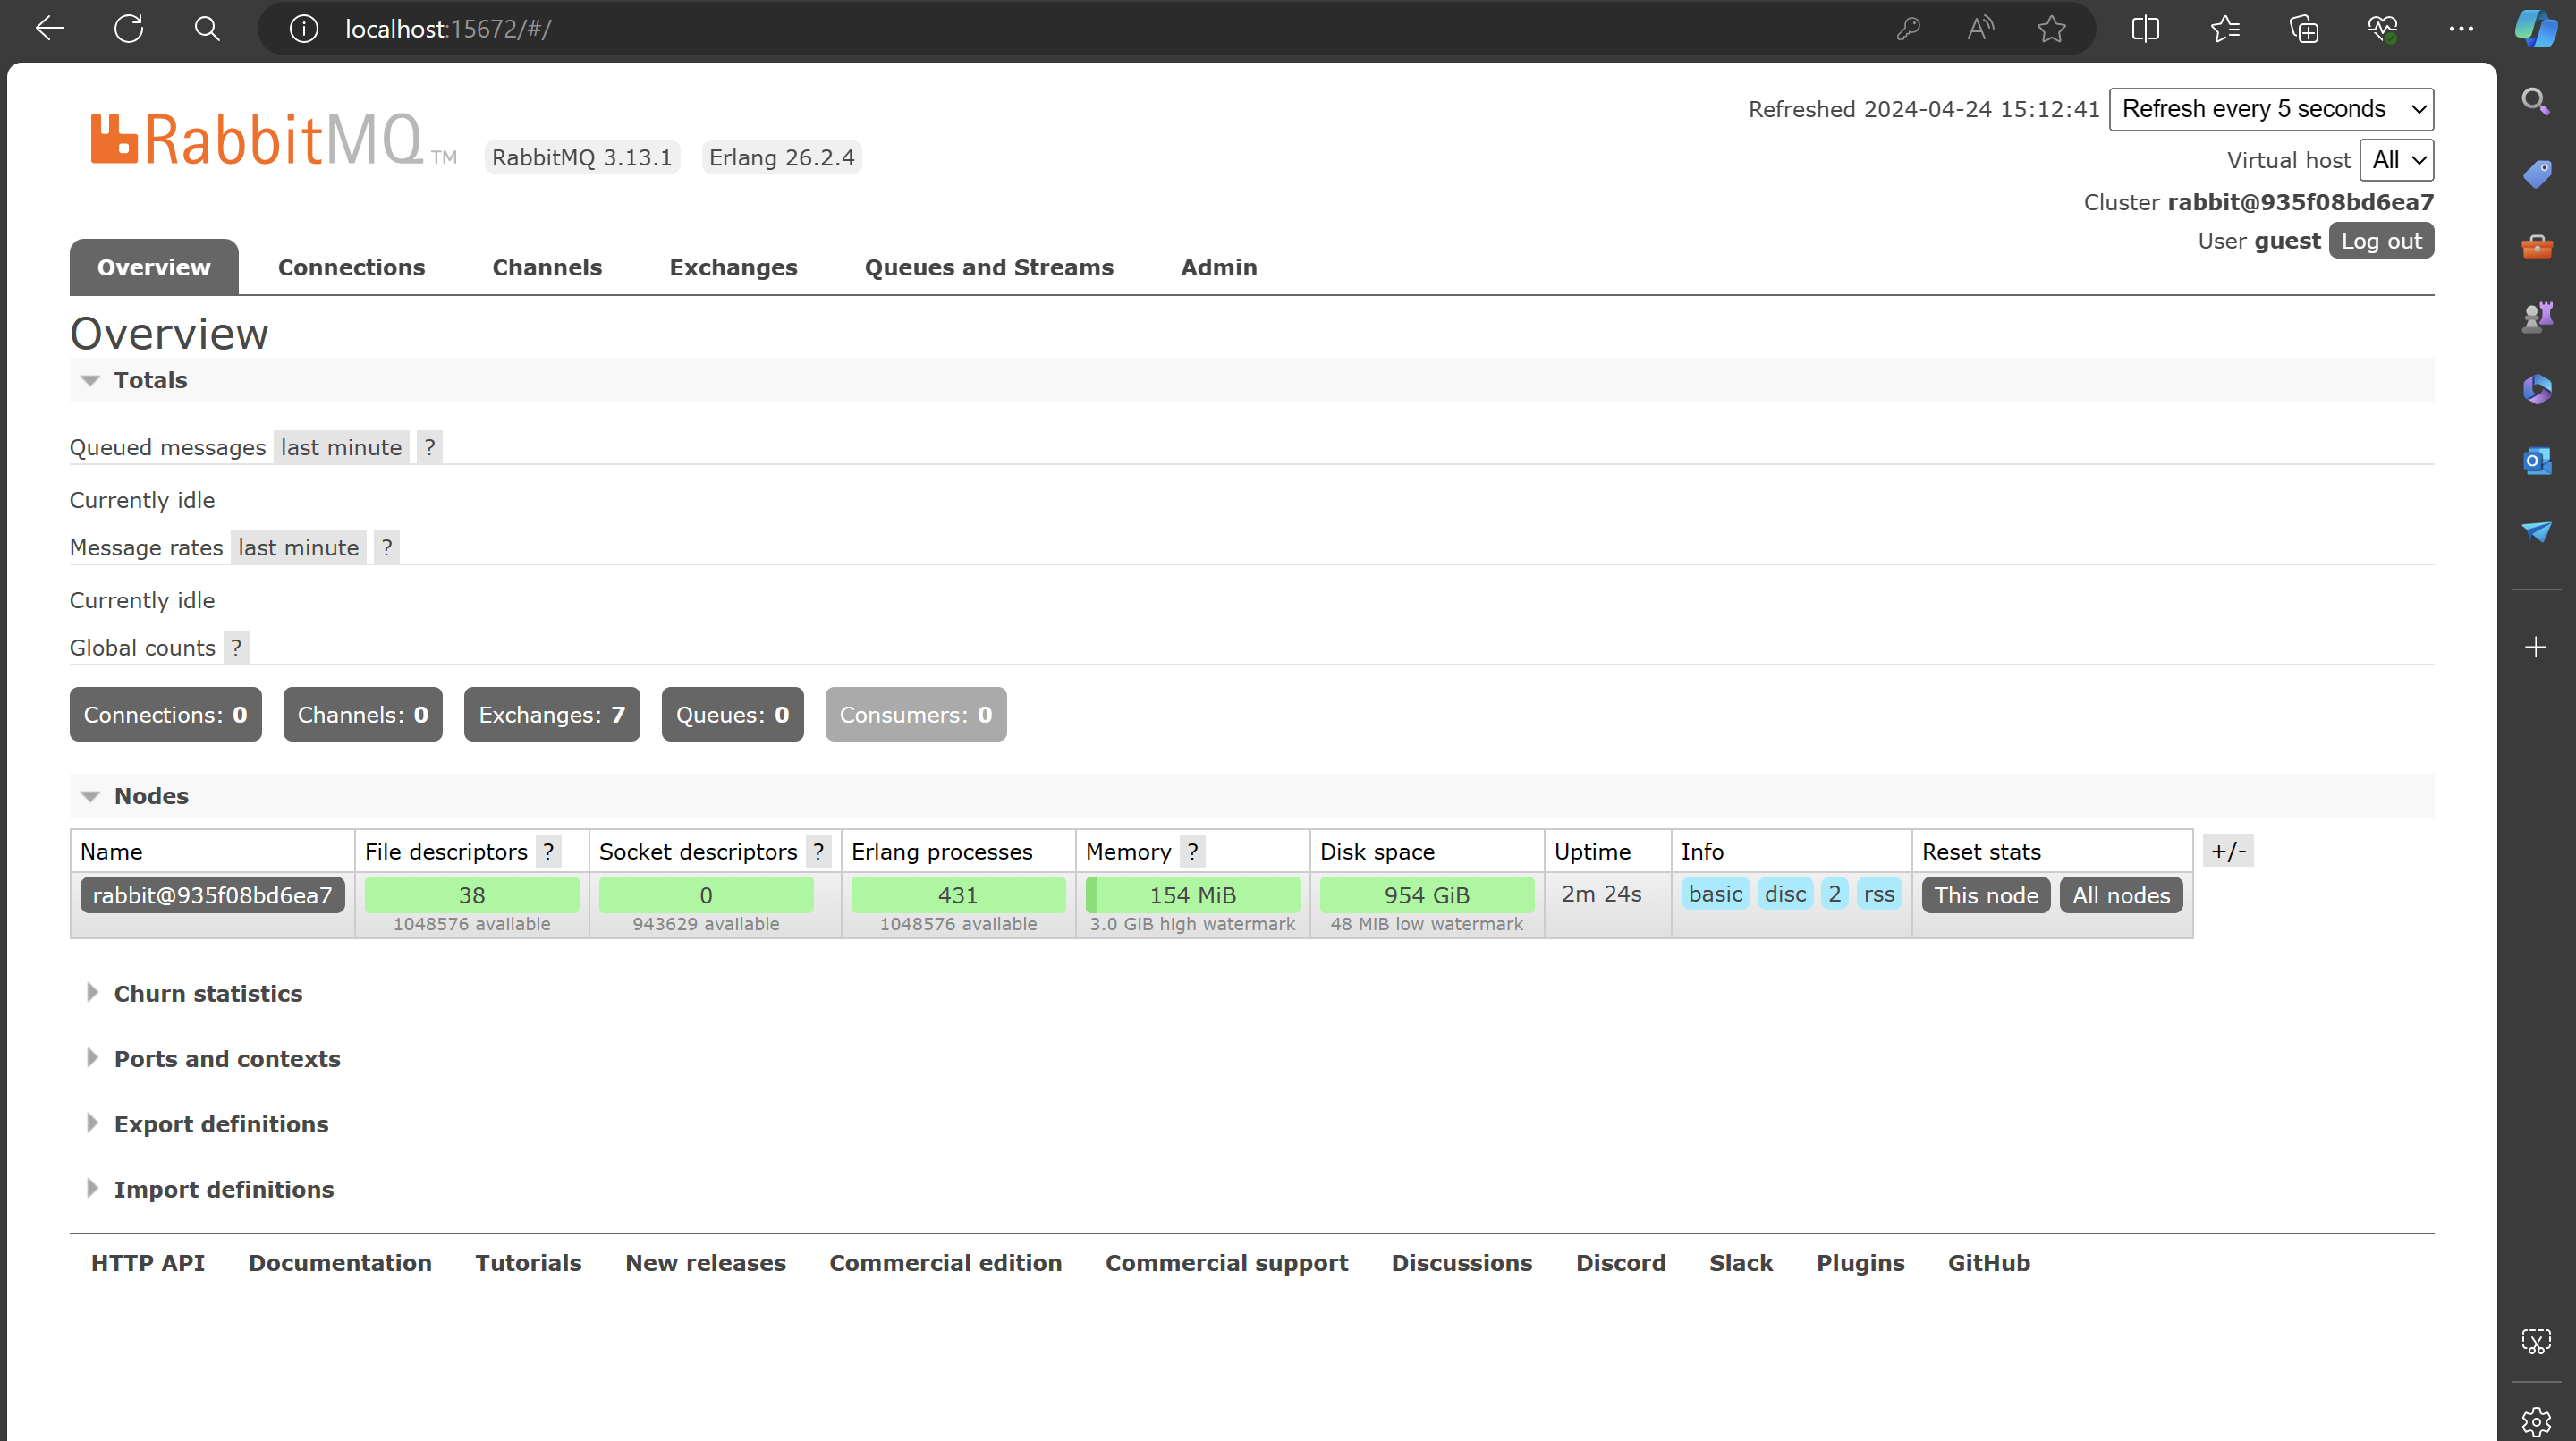 localhost:15672/#/
RabbitMQ TM
RabbitMQ 3.13.1 Erlang 26.2.4
Refreshed 2024-04-24 15:12:41 Refresh every 5 seconds
Virtual host All
Cluster rabbit@935f08bd6ea7
User guest Log out
Overview Connections Channels Exchanges Queues and Streams Admin
Overview
Totals
Queued messages last minute ?
Currently idle
Message rates last minute ?
Currently idle
Global counts ?
Connections: 0 Channels: 0 Exchanges: 7 Queues: 0 Consumers: 0
Nodes
Name File descriptors ? Socket descriptors ? Erlang processes Memory ? Disk space Uptime Info Reset stats +/-
rabbit@935f08bd6ea7 38 0 431 154 MiB 954 GiB 2m 24s basic disc 2 rss This node All nodes
1048576 available 943629 available 1048576 available 3.0 GiB high watermark 48 MiB low watermark
Churn statistics
Ports and contexts
Export definitions
Import definitions
HTTP API Documentation Tutorials New releases Commercial edition Commercial support Discussions Discord Slack Plugins GitHub